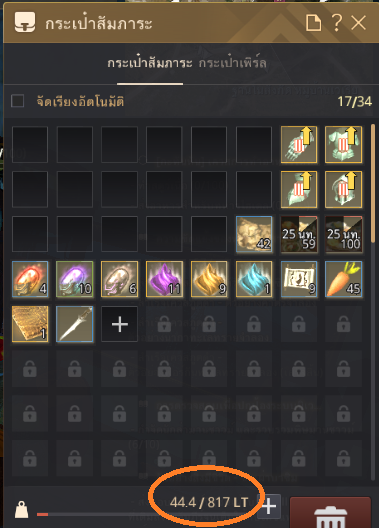 กระเป๋าสัมภาระ
กระเป๋าสัมภาระ กระเป๋าเพิร์ล
จัดเรียงอัตโนมัติ 17/34
42 25 นท. 59 25 นท. 100
4 10 6 11 9 1 9 45
1
44.4 / 817 LT